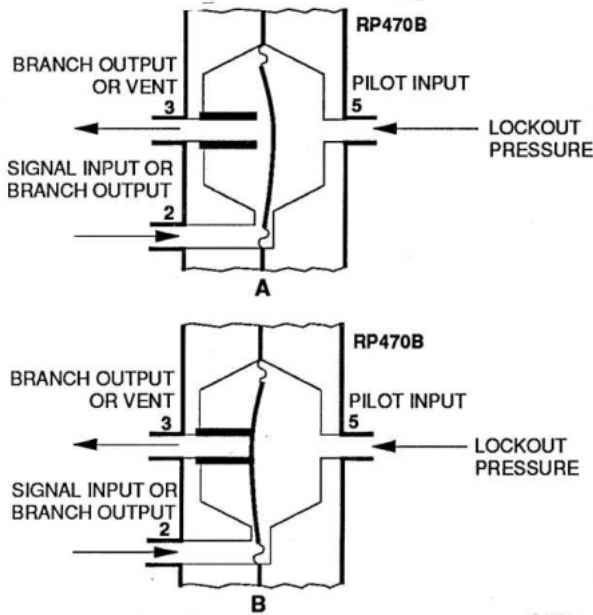 RP470B
BRANCH OUTPUT
OR VENT
3
PILOT INPUT
5
LOCKOUT
PRESSURE
SIGNAL INPUT OR
BRANCH OUTPUT
2
A
RP470B
BRANCH OUTPUT
OR VENT
3
PILOT INPUT
5
LOCKOUT
PRESSURE
SIGNAL INPUT OR
BRANCH OUTPUT
2
B